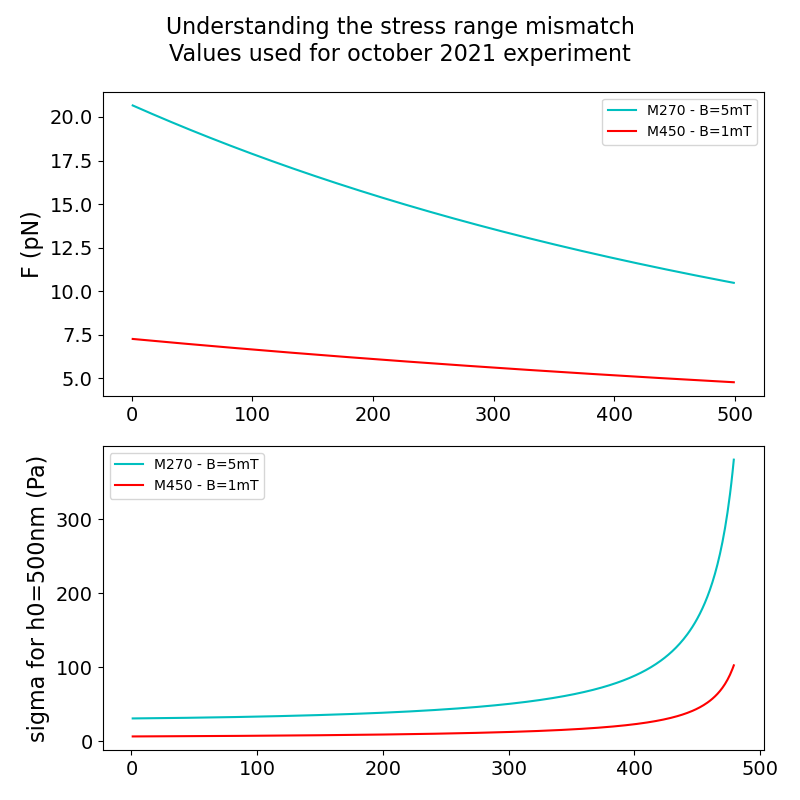 Understanding the stress range mismatch
Values used for october 2021 experiment
F (pN)
20.0
17.5
15.0
12.5
10.0
7.5
5.0
M270 - B=5mT
M450 - B=1mT
0 100 200 300 400 500
sigma for h0=500nm (Pa)
300
200
100
0
M270 - B=5mT
M450 - B=1mT
0 100 200 300 400 500